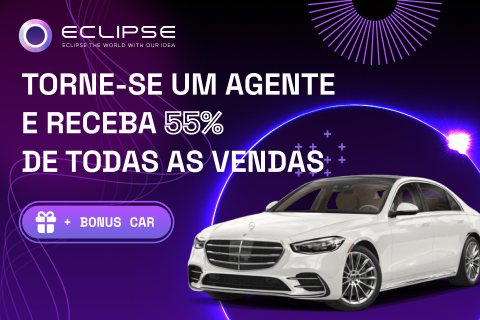 ECLIPSE
ECLIPSE THE WORLD WITH OUR IDEA
TORNE-SE UM AGENTE
E RECEBA 55%
DE TODAS AS VENDAS
+ BONUS CAR